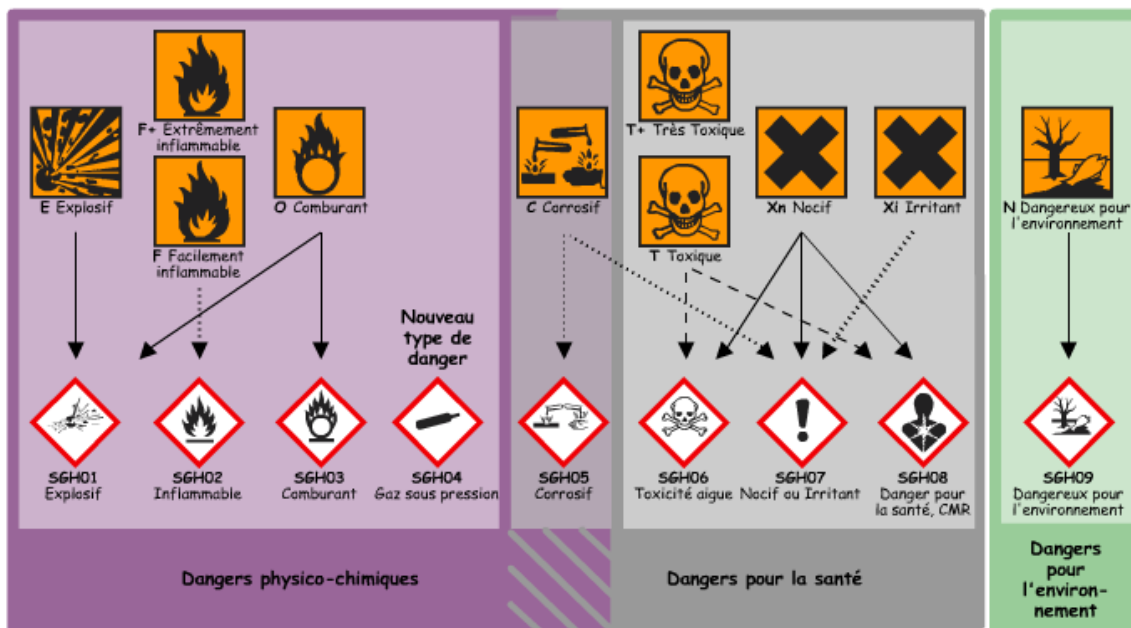 F+ Extrêmement
inflammable
T+ Très Toxique
E Explosif
O Comburant
C Corrosif
Xn Nocif
Xi Irritant
N Dangereux pour
l'environnement
F Facilement
inflammable
T Toxique
Nouveau
type de
danger
SGH01
Explosif
SGH02
Inflammable
SGH03
Comburant
SGH04
Gaz sous pression
SGH05
Corrosif
SGH06
Toxicité aigue
SGH07
Nocif ou Irritant
SGH08
Danger pour
la santé, CMR
SGH09
Dangereux pour
l'environnement
Dangers physico-chimiques
Dangers pour la santé
Dangers
pour
l'environ-
nement